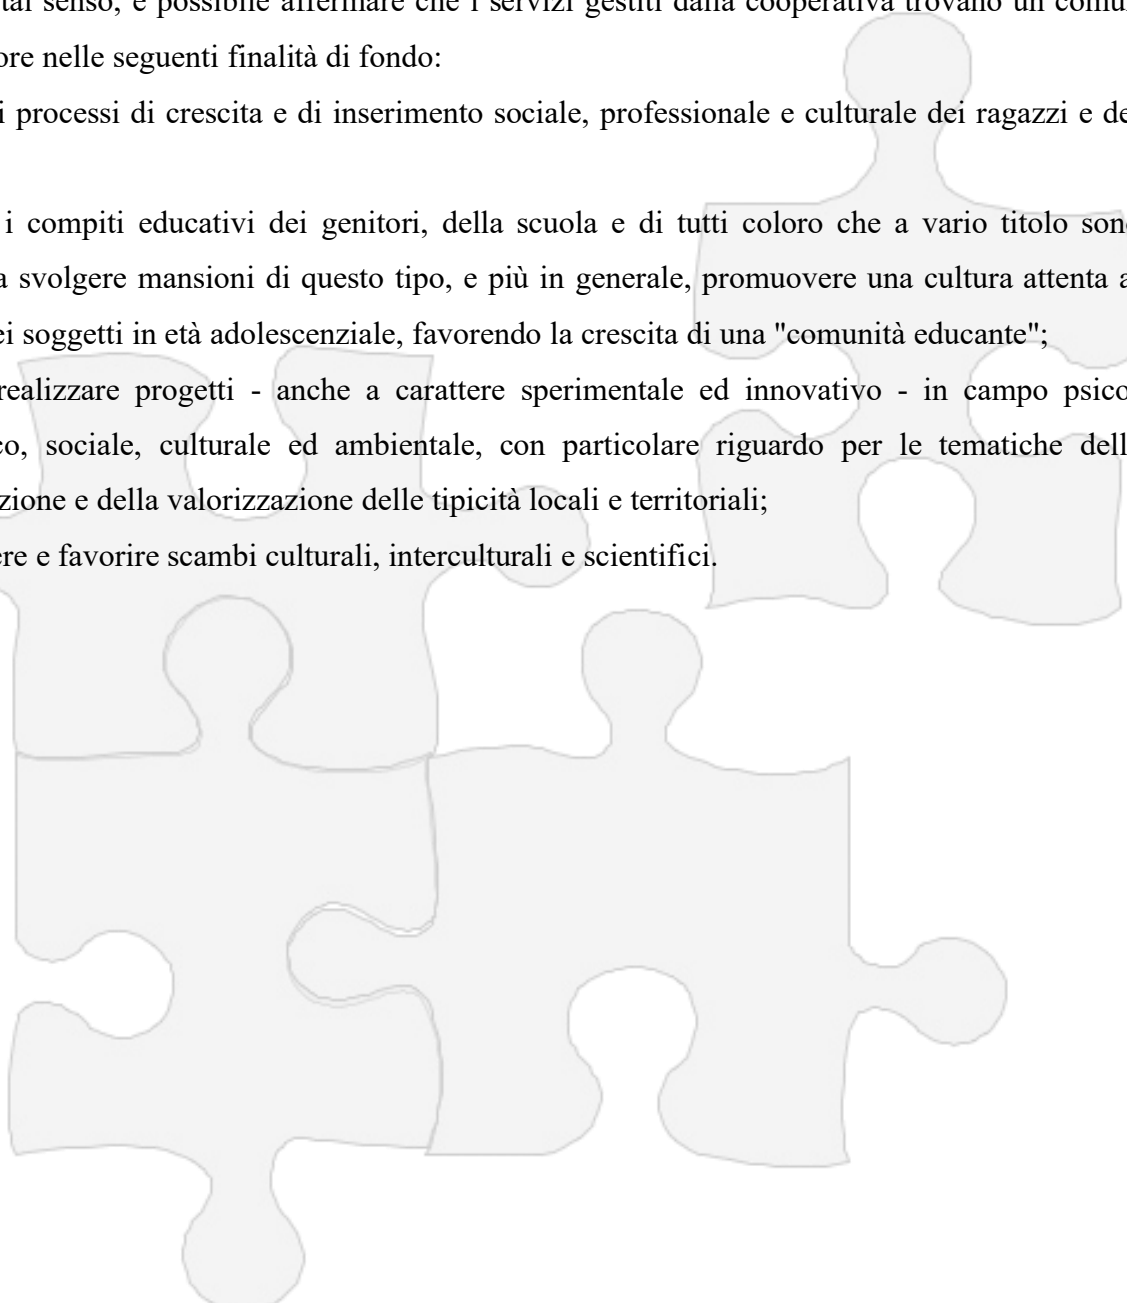 tal senso, è possibile affermare che i servizi gestiti dalla cooperativa trovano un comu
ore nelle seguenti finalità di fondo:
i processi di crescita e di inserimento sociale, professionale e culturale dei ragazzi e de
i compiti educativi dei genitori, della scuola e di tutti coloro che a vario titolo son
a svolgere mansioni di questo tipo, e più in generale, promuovere una cultura attenta a
ei soggetti in età adolescenziale, favorendo la crescita di una "comunità educante";
realizzare progetti - anche a carattere sperimentale ed innovativo - in campo psico
co, sociale, culturale ed ambientale, con particolare riguardo per le tematiche dell
zione e della valorizzazione delle tipicità locali e territoriali;
ere e favorire scambi culturali, interculturali e scientifici.